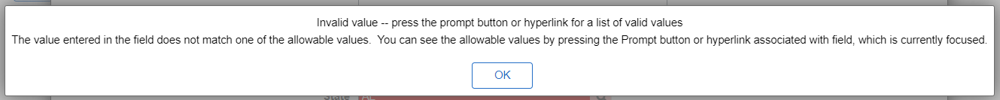 Invalid value -- press the prompt button or hyperlink for a list of valid values
The value entered in the field does not match one of the allowable values.  You can see the allowable values by pressing the Prompt button or hyperlink associated with field, which is currently focused.
OK
State